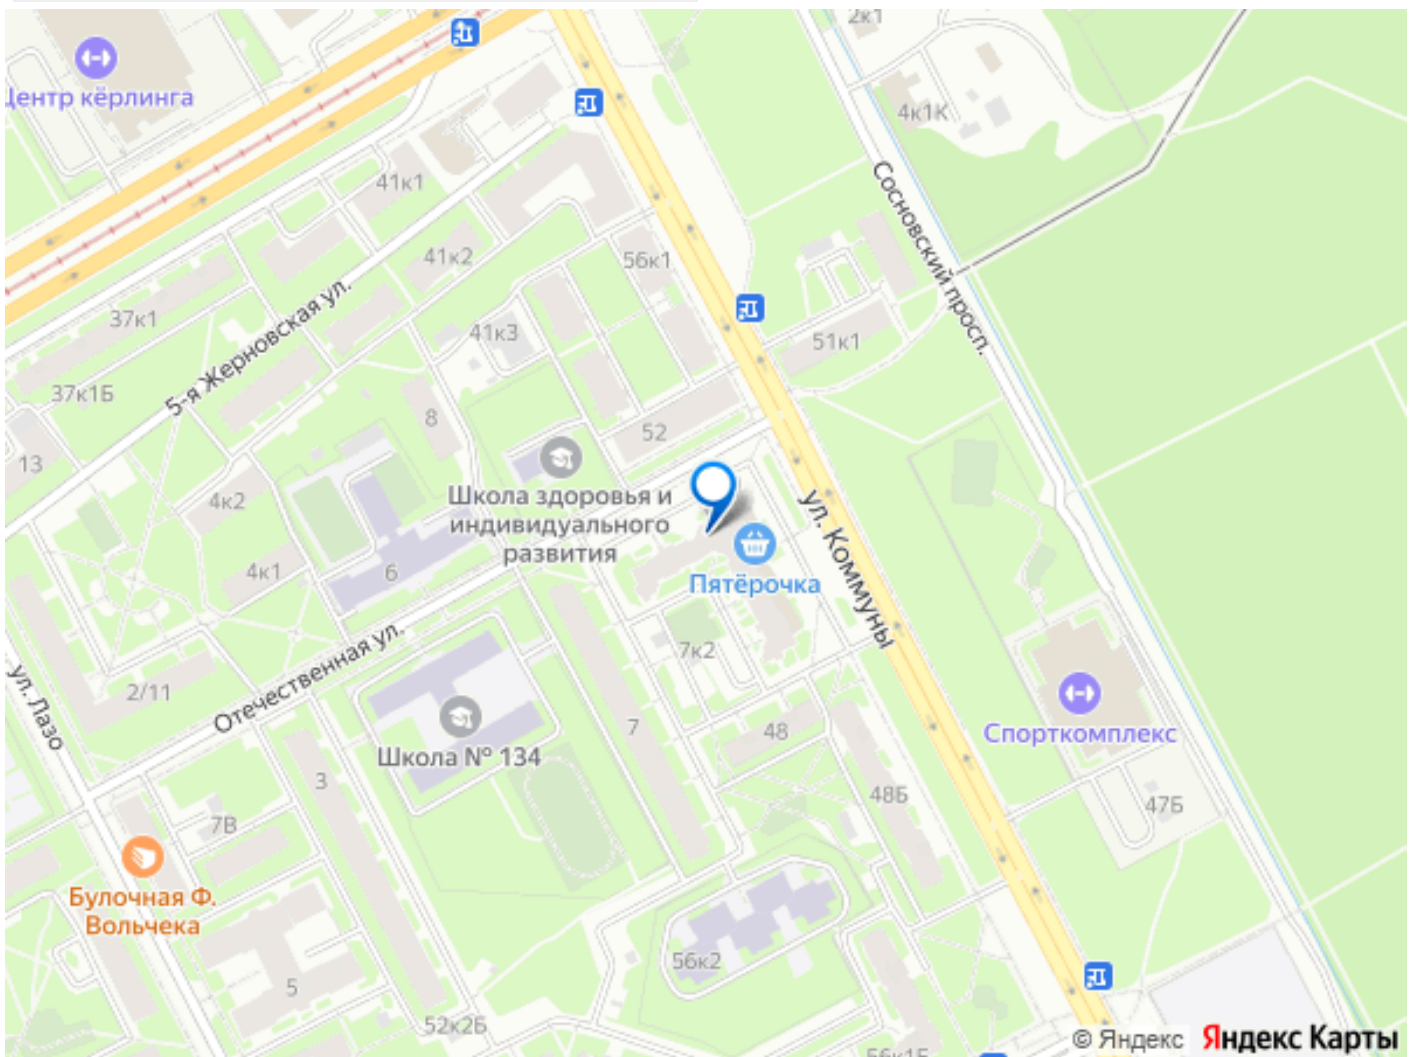 2к1
Центр кёрлинга
4к1К
41к1
Сосновский просп.
41к2
56к1
37к1
41к3
51к1
5-я Жерновская ул.
37к1Б
8
52
13
4к2
Школа здоровья и
индивидуального
развития
ул. Коммуны
4к1
6
Пятёрочка
Отечественная ул.
7к2
ул. Лазо
2/11
7
48
Спорткомплекс
Школа № 134
3
48Б
47Б
7В
Булочная Ф.
Вольчека
56к2
5
52к2Б
56к1Б
© Яндекс Яндекс Карты